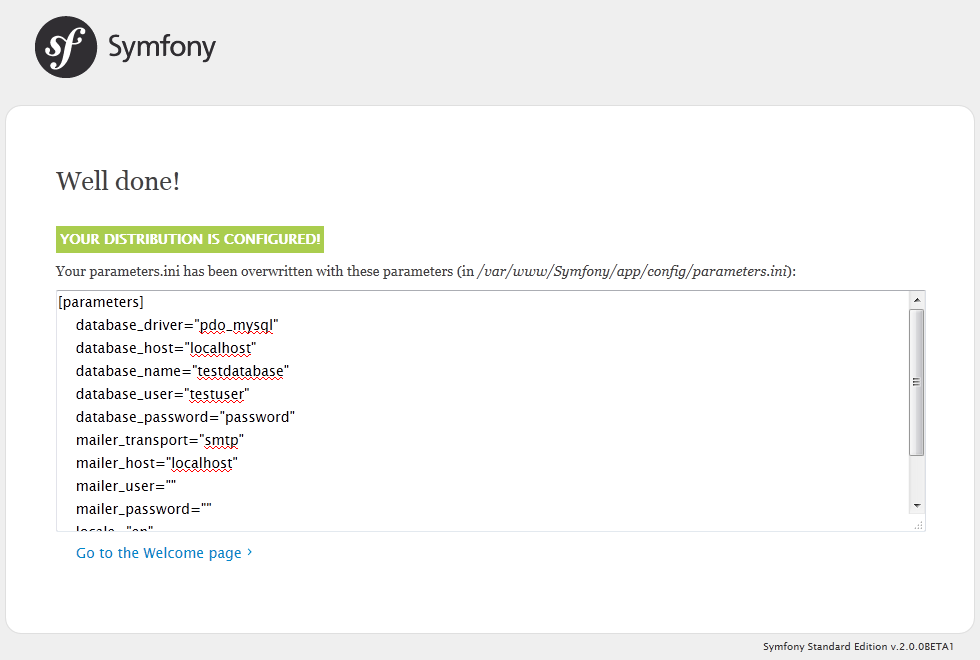 sf Symfony
Well done!
YOUR DISTRIBUTION IS CONFIGURED!
Your parameters.ini has been overwritten with these parameters (in /var/www/Symfony/app/config/parameters.ini):
[parameters]
database_driver="pdo_mysql"
database_host="localhost"
database_name="testdatabase"
database_user="testuser"
database_password="password"
mailer_transport="smtp"
mailer_host="localhost"
mailer_user=""
mailer_password=""
locale="en"
Go to the Welcome page ›
Symfony Standard Edition v.2.0.0BETA1